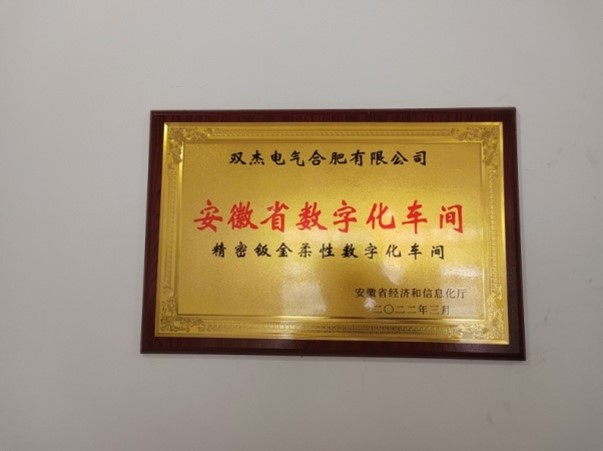 双杰电气合肥有限公司
安徽省数字化车间
精密钣金柔性数字化车间
安徽省经济和信息化厅
二〇二二年三月